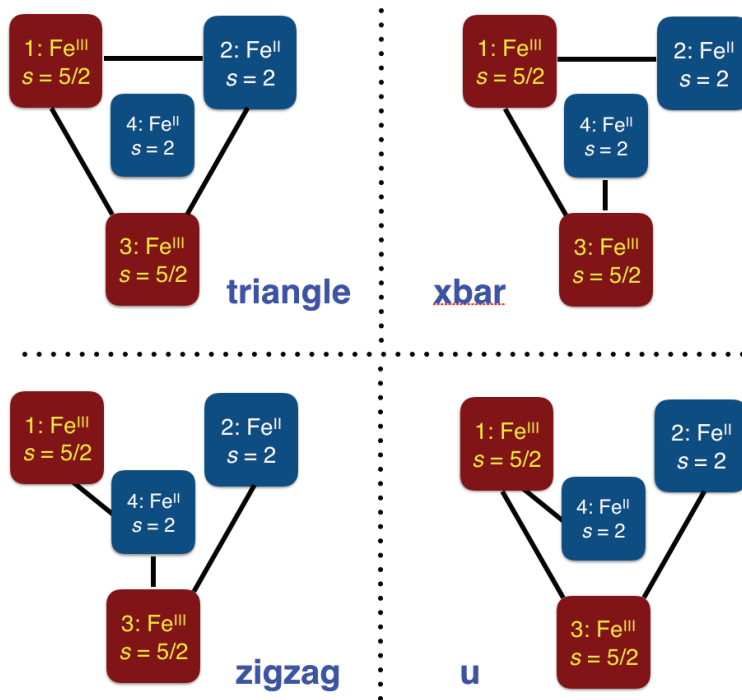 1: Feᴵᴵᴵ
s = 5/2
2: Feᴵᴵ
s = 2
4: Feᴵᴵ
s = 2
3: Feᴵᴵᴵ
s = 5/2
triangle
1: Feᴵᴵᴵ
s = 5/2
2: Feᴵᴵ
s = 2
4: Feᴵᴵ
s = 2
3: Feᴵᴵᴵ
s = 5/2
xbar
1: Feᴵᴵᴵ
s = 5/2
2: Feᴵᴵ
s = 2
4: Feᴵᴵ
s = 2
3: Feᴵᴵᴵ
s = 5/2
zigzag
1: Feᴵᴵᴵ
s = 5/2
2: Feᴵᴵ
s = 2
4: Feᴵᴵ
s = 2
3: Feᴵᴵᴵ
s = 5/2
u